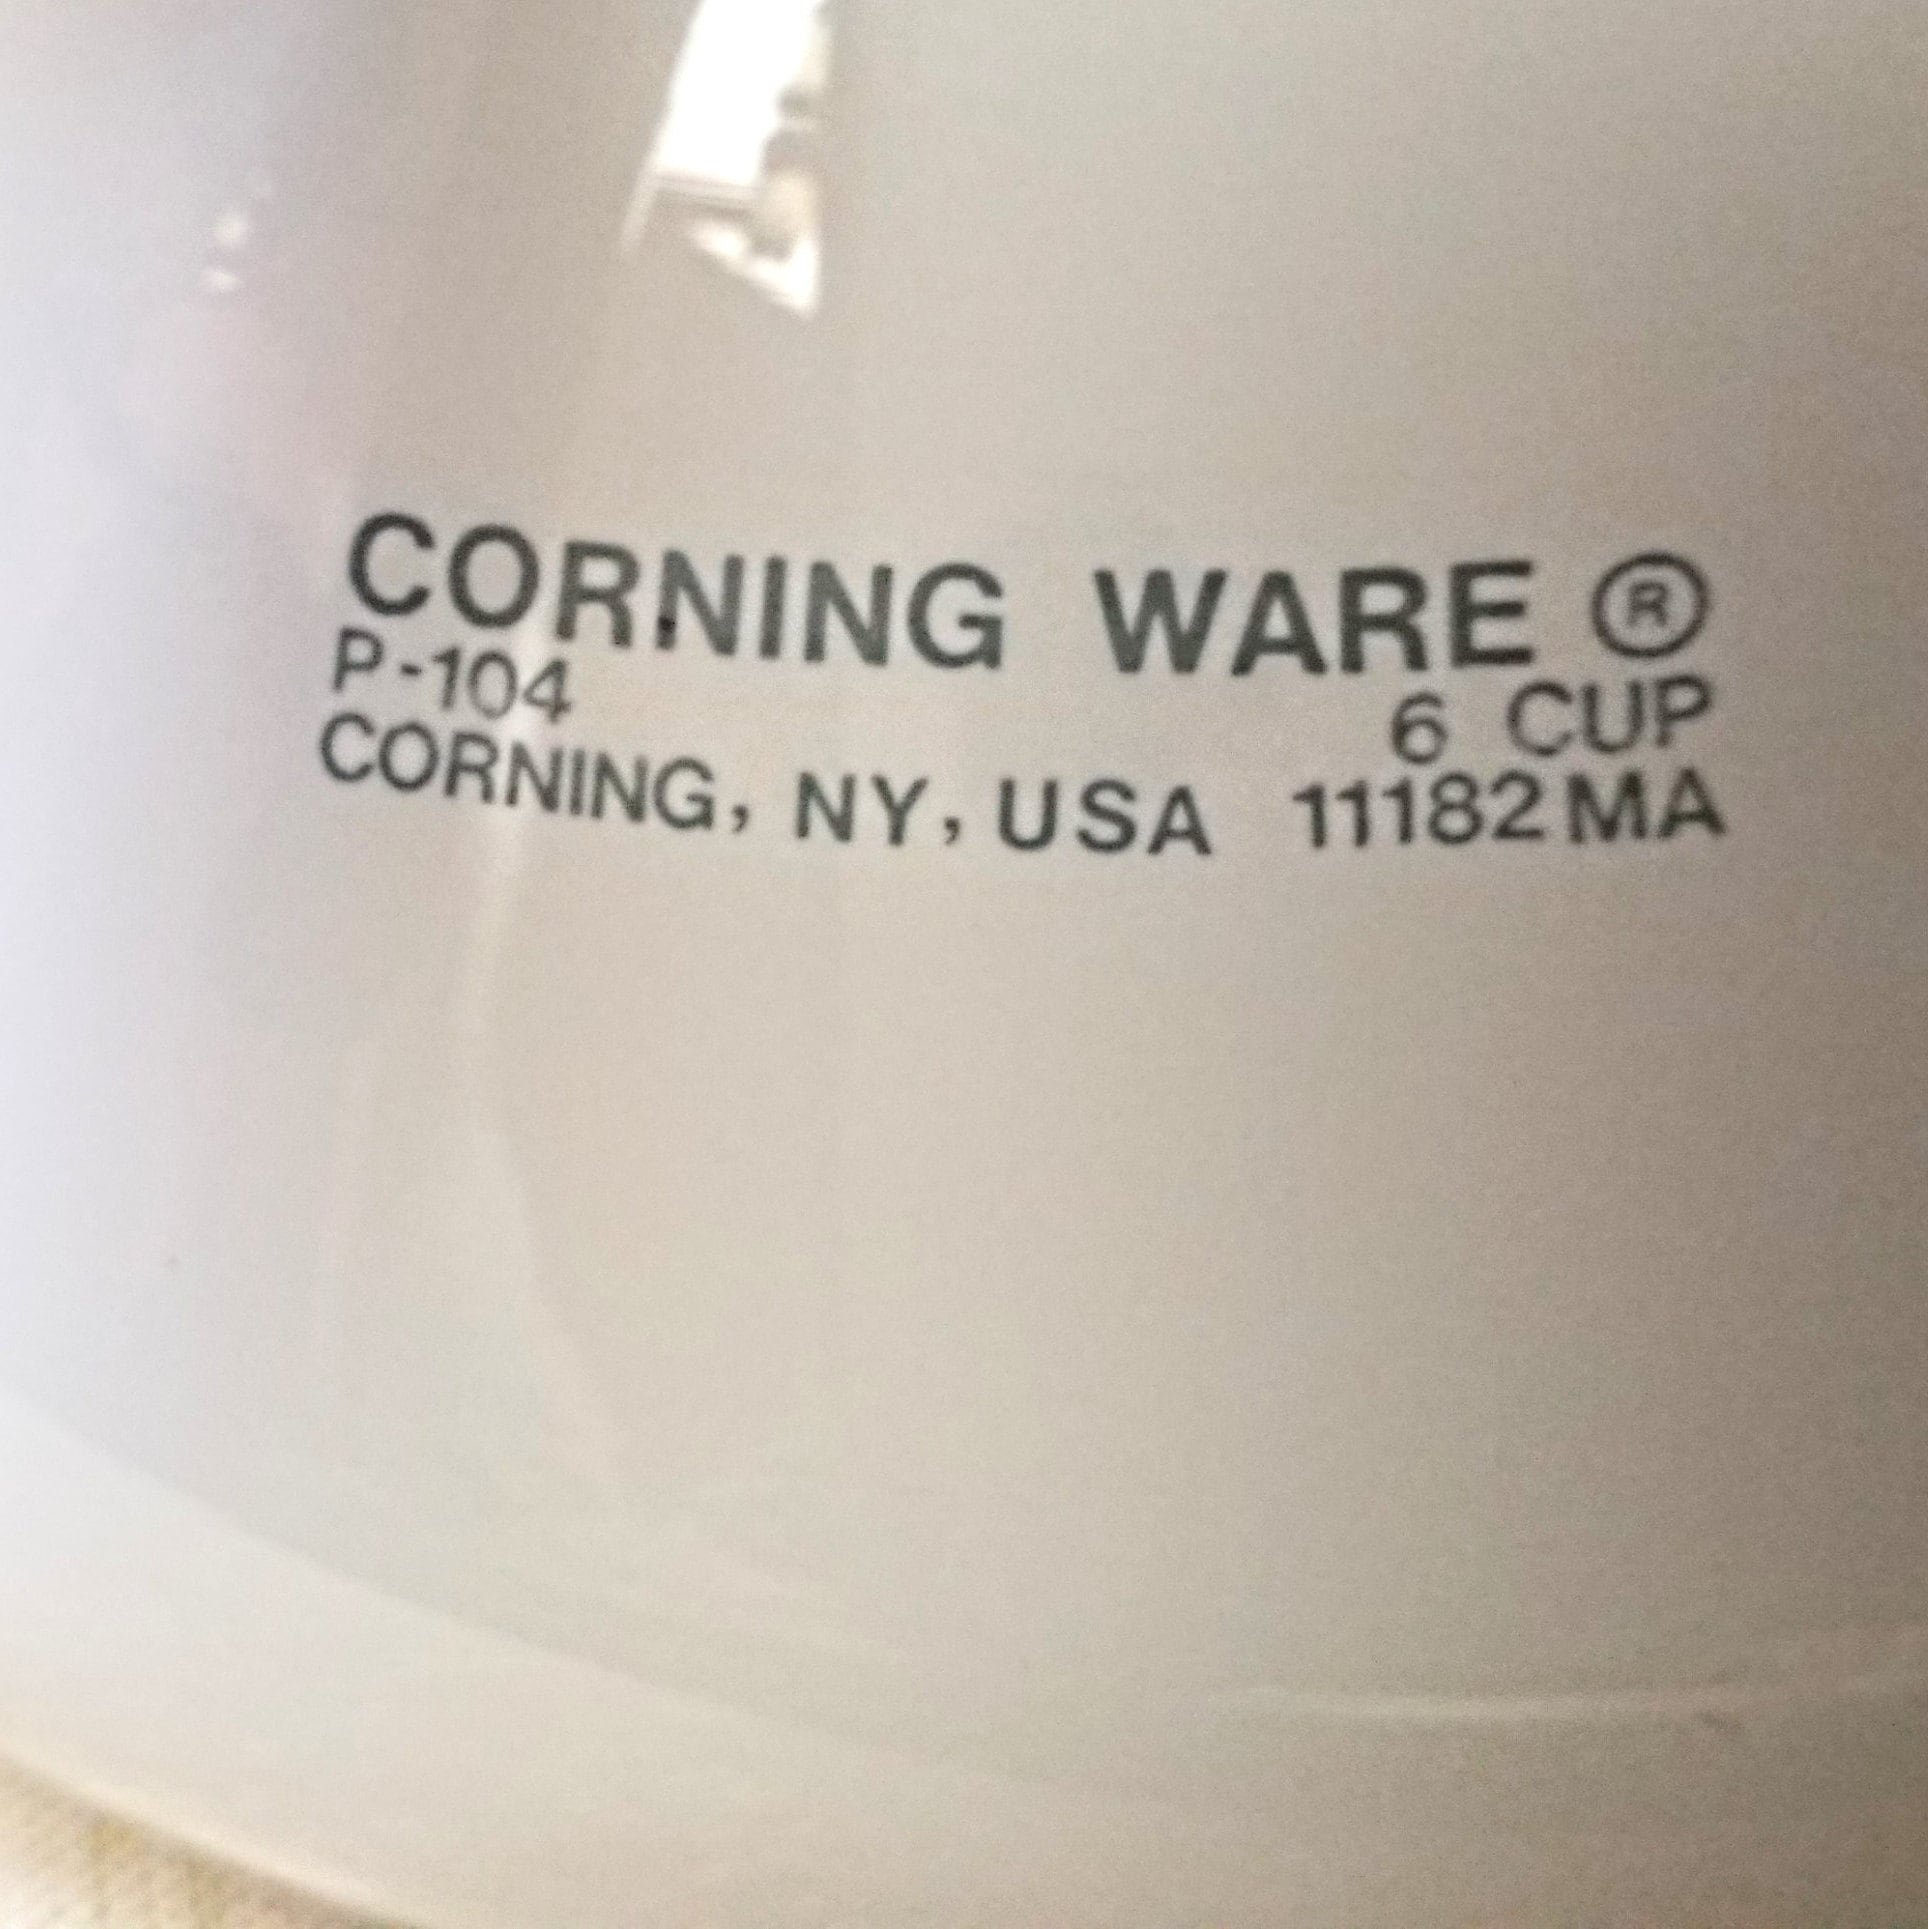 CORNING WARE ®
P-104 6 CUP
CORNING, NY, USA 11182MA